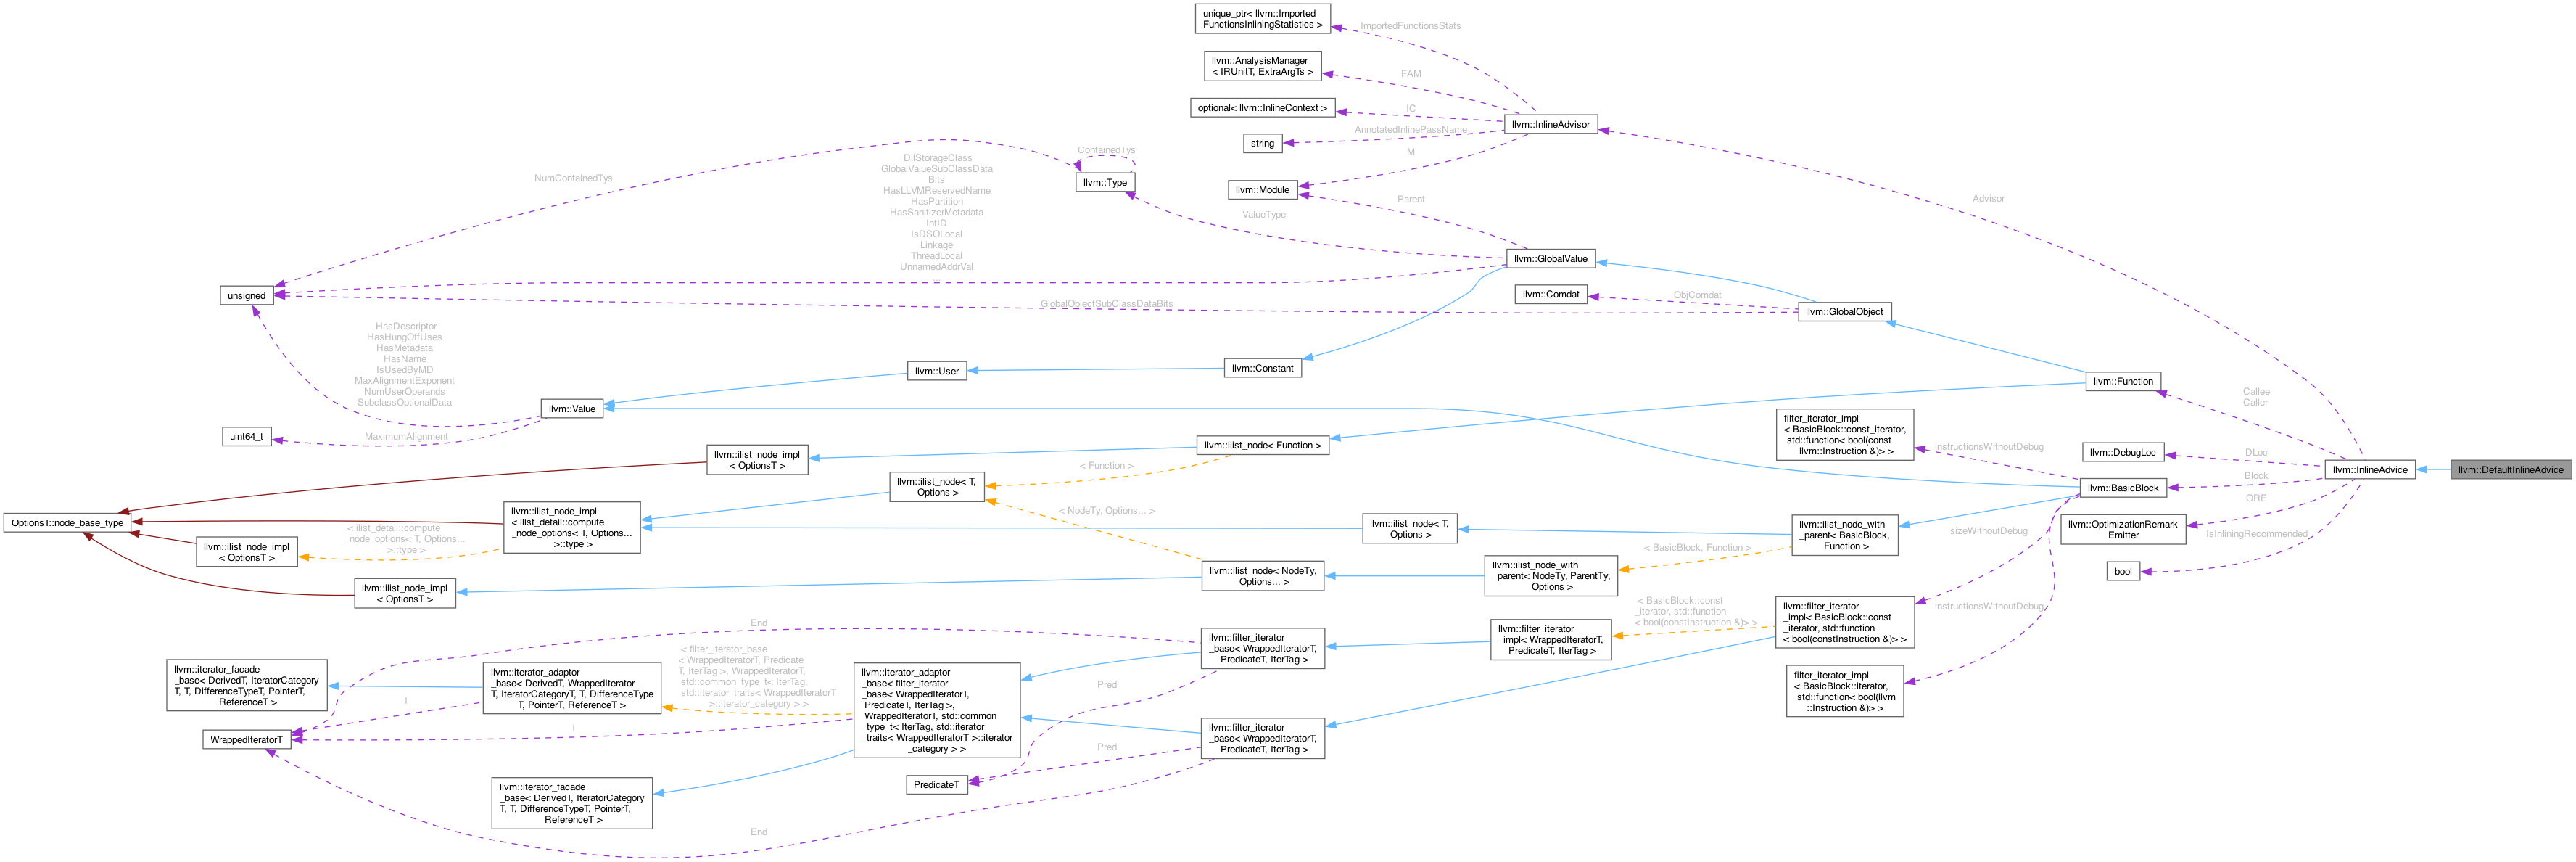 unique_ptr< llvm::Imported
FunctionsInliningStatistics >
ImportedFunctionsStats
llvm::AnalysisManager
< IRUnitT, ExtraArgTs >
FAM
optional< llvm::InlineContext >
IC
llvm::InlineAdvisor
string
AnnotatedInlinePassName
M
ContainedTys
llvm::Type
NumContainedTys
llvm::Module
Parent
ValueType
Advisor
DllStorageClass
GlobalValueSubClassData
Bits
HasLLVMReservedName
HasPartition
HasSanitizerMetadata
IntID
IsDSOLocal
Linkage
ThreadLocal
UnnamedAddrVal
llvm::GlobalValue
unsigned
llvm::Comdat
ObjComdat
GlobalObjectSubClassDataBits
llvm::GlobalObject
HasDescriptor
HasHungOffUses
HasMetadata
HasName
IsUsedByMD
MaxAlignmentExponent
NumUserOperands
SubclassOptionalData
llvm::User
llvm::Constant
llvm::Function
Callee
Caller
llvm::Value
uint64_t
MaximumAlignment
filter_iterator_impl
< BasicBlock::const_iterator,
std::function< bool(const
llvm::Instruction &)> >
instructionsWithoutDebug
llvm::DebugLoc
DLoc
llvm::InlineAdvice
llvm::DefaultInlineAdvice
Block
ORE
llvm::BasicBlock
llvm::ilist_node< Function >
< Function >
llvm::ilist_node_impl
< OptionsT >
llvm::ilist_node< T,
Options >
< NodeTy, Options... >
OptionsT::node_base_type
llvm::ilist_node_impl
< ilist_detail::compute
_node_options< T, Options...
>::type >
< ilist_detail::compute
_node_options< T, Options...
>::type >
llvm::ilist_node_impl
< OptionsT >
llvm::ilist_node< T,
Options >
llvm::ilist_node_with
_parent< BasicBlock,
Function >
< BasicBlock, Function >
sizeWithoutDebug
llvm::OptimizationRemark
Emitter
IsInliningRecommended
bool
llvm::ilist_node_impl
< OptionsT >
llvm::ilist_node< NodeTy,
Options... >
llvm::ilist_node_with
_parent< NodeTy, ParentTy,
Options >
instructionsWithoutDebug
llvm::filter_iterator
_impl< BasicBlock::const
_iterator, std::function
< bool(constInstruction &)> >
< BasicBlock::const
_iterator, std::function
< bool(constInstruction &)> >
llvm::filter_iterator
_impl< WrappedIteratorT,
PredicateT, IterTag >
llvm::filter_iterator
_base< WrappedIteratorT,
PredicateT, IterTag >
End
filter_iterator_impl
< BasicBlock::iterator,
std::function< bool(llvm
::Instruction &)> >
llvm::iterator_facade
_base< DerivedT, IteratorCategory
T, T, DifferenceTypeT, PointerT,
ReferenceT >
llvm::iterator_adaptor
_base< DerivedT, WrappedIterator
T, IteratorCategoryT, T, DifferenceType
T, PointerT, ReferenceT >
< filter_iterator_base
< WrappedIteratorT, Predicate
T, IterTag >, WrappedIteratorT,
std::common_type_t< IterTag,
std::iterator_traits< WrappedIteratorT
>::iterator_category > >
llvm::iterator_adaptor
_base< filter_iterator
_base< WrappedIteratorT,
PredicateT, IterTag >,
WrappedIteratorT, std::common
_type_t< IterTag, std::iterator
_traits< WrappedIteratorT >::iterator
_category > >
Pred
I
I
WrappedIteratorT
llvm::filter_iterator
_base< WrappedIteratorT,
PredicateT, IterTag >
Pred
PredicateT
llvm::iterator_facade
_base< DerivedT, IteratorCategory
T, T, DifferenceTypeT, PointerT,
ReferenceT >
End